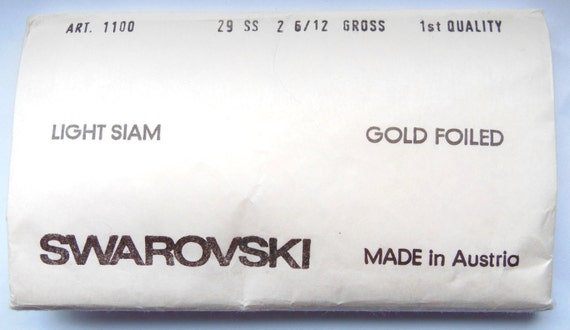 ART. 1100 29 SS 2 6/12 GROSS 1st QUALITY
LIGHT SIAM GOLD FOILED
SWAROVSKI MADE in Austria